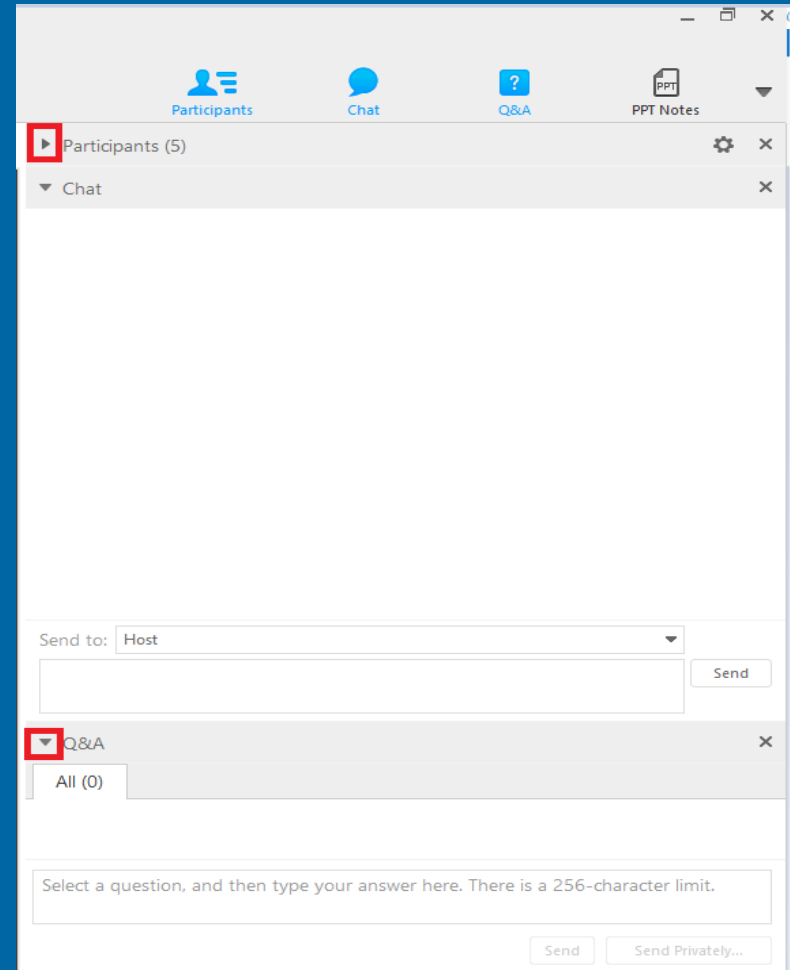 Participants Chat Q&A PPT Notes
Participants (5)
Chat
Send to: Host
Send
Q&A
All (0)
Select a question, and then type your answer here. There is a 256-character limit.
Send Send Privately...